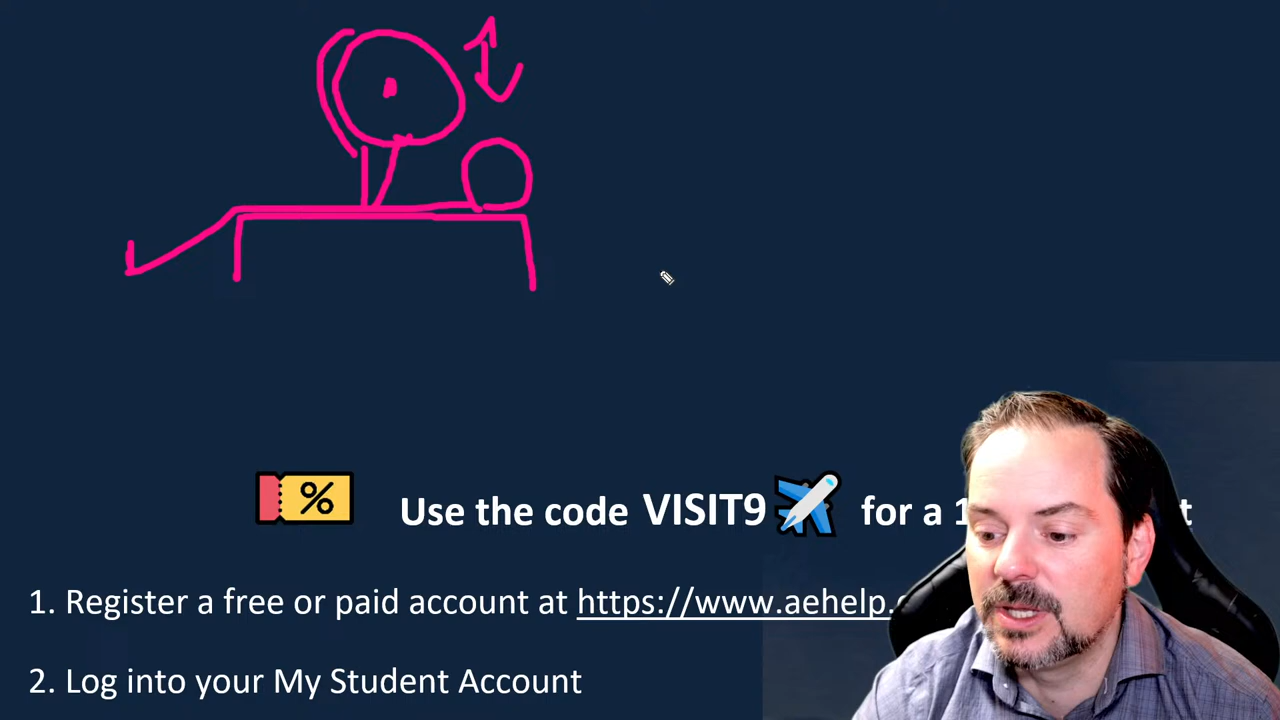 %
Use the code VISIT9 for a
1. Register a free or paid account at https://www.aehelp.
2. Log into your My Student Account